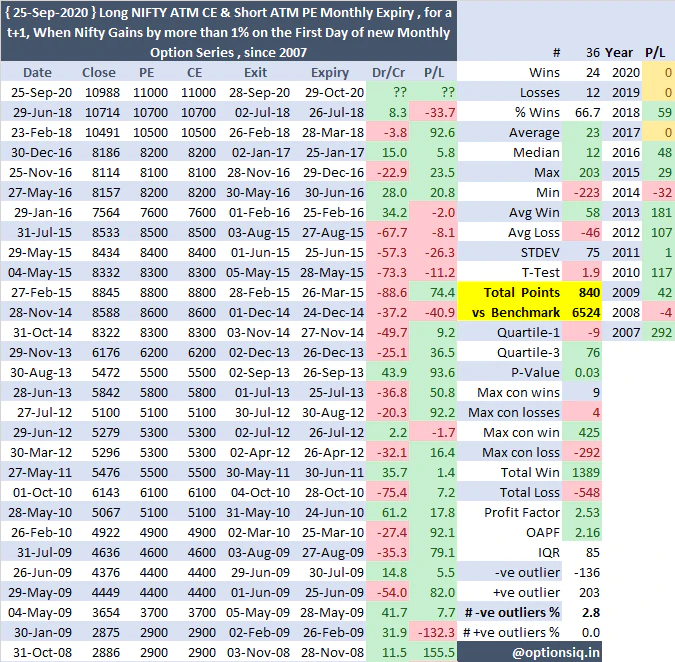 { 25-Sep-2020 } Long NIFTY ATM CE & Short ATM PE Monthly Expiry , for a
t+1, When Nifty Gains by more than 1% on the First Day of new Monthly
Option Series , since 2007
# 36 Year P/L
Date Close PE CE Exit Expiry Dr/Cr P/L Wins 24 2020 0
25-Sep-20 10988 11000 11000 28-Sep-20 29-Oct-20 ?? ?? Losses 12 2019 0
29-Jun-18 10714 10700 10700 02-Jul-18 26-Jul-18 8.3 -33.7 % Wins 66.7 2018 59
23-Feb-18 10491 10500 10500 26-Feb-18 28-Mar-18 -3.8 92.6 Average 23 2017 0
30-Dec-16 8186 8200 8200 02-Jan-17 25-Jan-17 15.0 5.8 Median 12 2016 48
25-Nov-16 8114 8100 8100 28-Nov-16 29-Dec-16 -22.9 23.5 Max 203 2015 29
27-May-16 8157 8200 8200 30-May-16 30-Jun-16 28.0 20.8 Min -223 2014 -32
29-Jan-16 7564 7600 7600 01-Feb-16 25-Feb-16 34.2 -2.0 Avg Win 58 2013 181
31-Jul-15 8533 8500 8500 03-Aug-15 27-Aug-15 -67.7 -8.1 Avg Loss -46 2012 107
29-May-15 8434 8400 8400 01-Jun-15 25-Jun-15 -57.3 -26.3 STDEV 75 2011 1
04-May-15 8332 8300 8300 05-May-15 28-May-15 -73.3 -11.2 T-Test 1.9 2010 117
27-Feb-15 8845 8800 8800 28-Feb-15 26-Mar-15 -88.6 74.4 Total Points 840 2009 42
28-Nov-14 8588 8600 8600 01-Dec-14 24-Dec-14 -37.2 -40.9 vs Benchmark 6524 2008 -4
31-Oct-14 8322 8300 8300 03-Nov-14 27-Nov-14 -49.7 9.2 Quartile-1 -9 2007 292
29-Nov-13 6176 6200 6200 02-Dec-13 26-Dec-13 -25.1 36.5 Quartile-3 76
30-Aug-13 5472 5500 5500 02-Sep-13 26-Sep-13 43.9 93.6 P-Value 0.03
28-Jun-13 5842 5800 5800 01-Jul-13 25-Jul-13 -36.8 50.8 Max con wins 9
27-Jul-12 5100 5100 5100 30-Jul-12 30-Aug-12 -20.3 92.2 Max con losses 4
29-Jun-12 5279 5300 5300 02-Jul-12 26-Jul-12 2.2 -1.7 Max con win 425
30-Mar-12 5296 5300 5300 02-Apr-12 26-Apr-12 -32.1 16.4 Max con loss -292
27-May-11 5476 5500 5500 30-May-11 30-Jun-11 35.7 1.4 Total Win 1389
01-Oct-10 6143 6100 6100 04-Oct-10 28-Oct-10 -75.4 7.2 Total Loss -548
28-May-10 5067 5100 5100 31-May-10 24-Jun-10 61.2 17.8 Profit Factor 2.53
26-Feb-10 4922 4900 4900 02-Mar-10 25-Mar-10 -27.4 92.1 OAPF 2.16
31-Jul-09 4636 4600 4600 03-Aug-09 27-Aug-09 -35.3 79.1 IQR 85
26-Jun-09 4376 4400 4400 29-Jun-09 30-Jul-09 14.8 5.5 -ve outlier -136
29-May-09 4449 4400 4400 01-Jun-09 25-Jun-09 -54.0 82.0 +ve outlier 203
04-May-09 3654 3700 3700 05-May-09 28-May-09 41.7 7.7 # -ve outliers % 2.8
30-Jan-09 2875 2900 2900 02-Feb-09 26-Feb-09 31.9 -132.3 # +ve outliers % 0.0
31-Oct-08 2886 2900 2900 03-Nov-08 27-Nov-08 11.5 155.5 @optionsiq.in